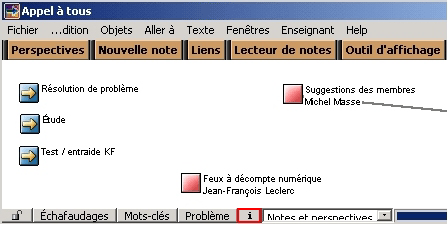 Appel à tous
Fichier ...dition Objets Aller à Texte Fenêtres Enseignant Help
Perspectives Nouvelle note Liens Lecteur de notes Outil d'affichage
Résolution de problème
Suggestions des membres
Michel Masse
Étude
Test / entraide KF
Feux à décompte numérique
Jean-François Leclerc
Échafaudages Mots-clés Problème i Notes et perspectives